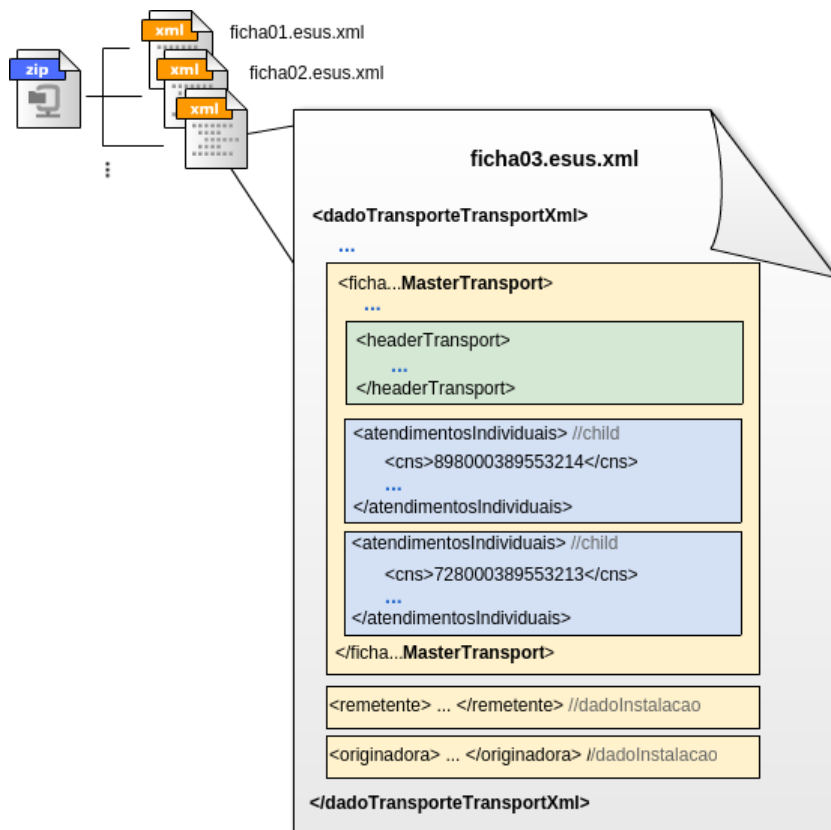 xml
ficha01.esus.xml
zip
xml
ficha02.esus.xml
xml
ficha03.esus.xml
<dadoTransporteTransportXml>
...
<ficha...MasterTransport>
...
<headerTransport>
...
</headerTransport>
<atendimentosIndividuais> //child
<cns>898000389553214</cns>
...
</atendimentosIndividuais>
<atendimentosIndividuais> //child
<cns>728000389553213</cns>
...
</atendimentosIndividuais>
</ficha...MasterTransport>
<remetente> ... </remetente> //dadoInstalacao
<originadora> ... </originadora> //dadoInstalacao
</dadoTransporteTransportXml>